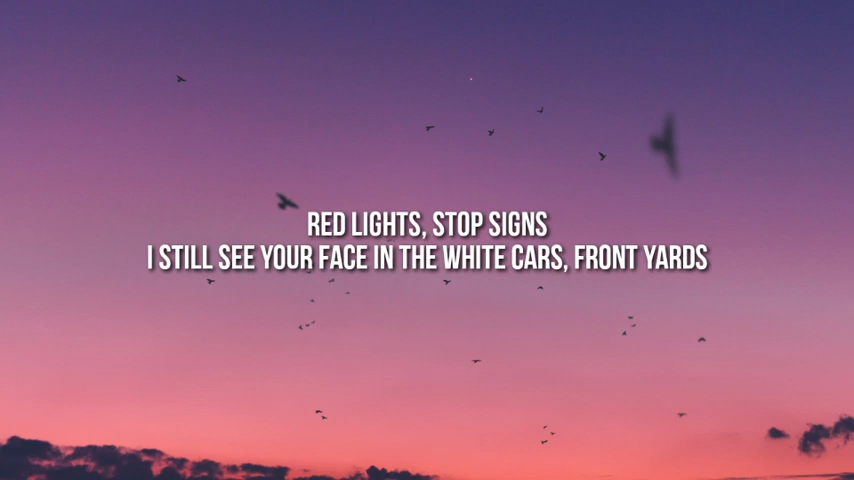 RED LIGHTS, STOP SIGNS
I STILL SEE YOUR FACE IN THE WHITE CARS, FRONT YARDS